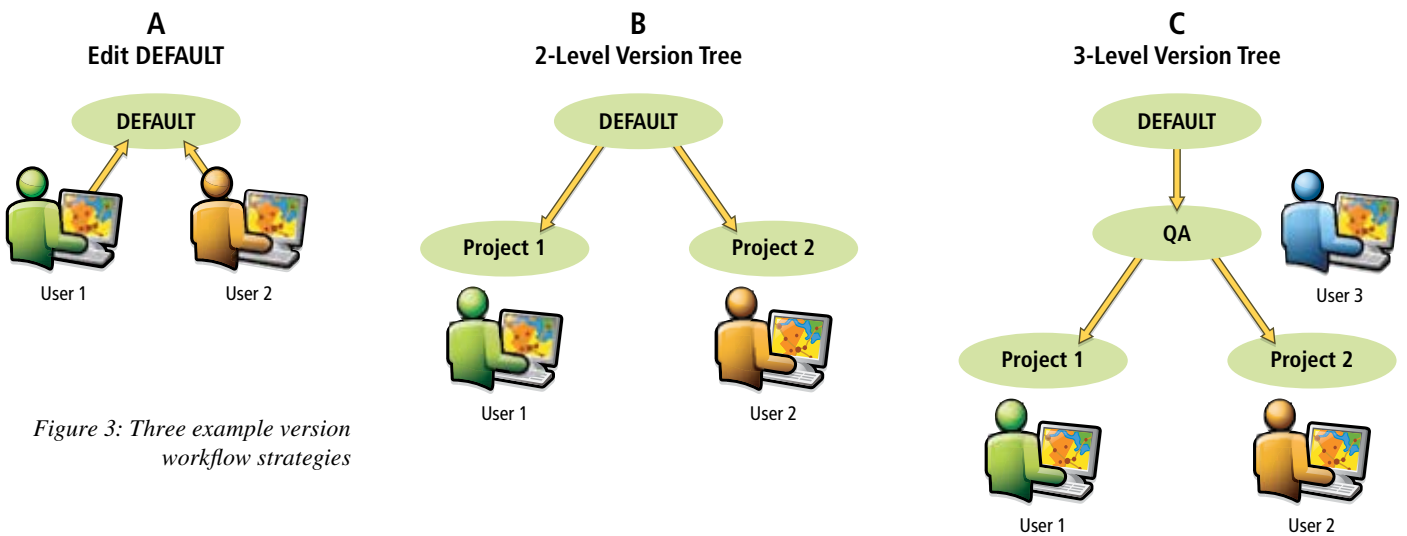 A
Edit DEFAULT
DEFAULT
User 1
User 2
Figure 3: Three example version
workflow strategies
B
2-Level Version Tree
DEFAULT
Project 1
Project 2
User 1
User 2
C
3-Level Version Tree
DEFAULT
QA
User 3
Project 1
Project 2
User 1
User 2